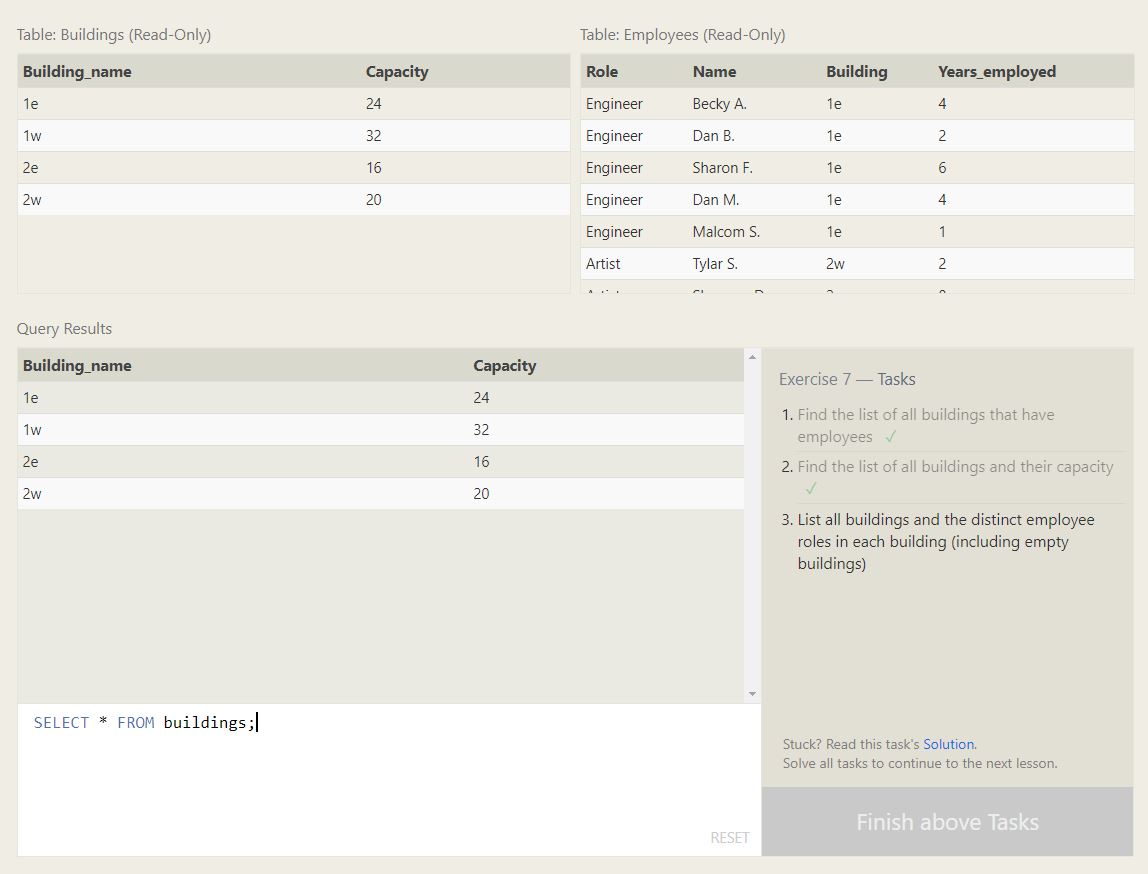 Table: Buildings (Read-Only)
Building_name Capacity
1e 24
1w 32
2e 16
2w 20
Table: Employees (Read-Only)
Role Name Building Years_employed
Engineer Becky A. 1e 4
Engineer Dan B. 1e 2
Engineer Sharon F. 1e 6
Engineer Dan M. 1e 4
Engineer Malcom S. 1e 1
Artist Tylar S. 2w 2
Query Results
Building_name Capacity
1e 24
1w 32
2e 16
2w 20
SELECT * FROM buildings;
RESET
Exercise 7 — Tasks
1. Find the list of all buildings that have
employees ✓
2. Find the list of all buildings and their capacity
✓
3. List all buildings and the distinct employee
roles in each building (including empty
buildings)
Stuck? Read this task's Solution.
Solve all tasks to continue to the next lesson.
Finish above Tasks